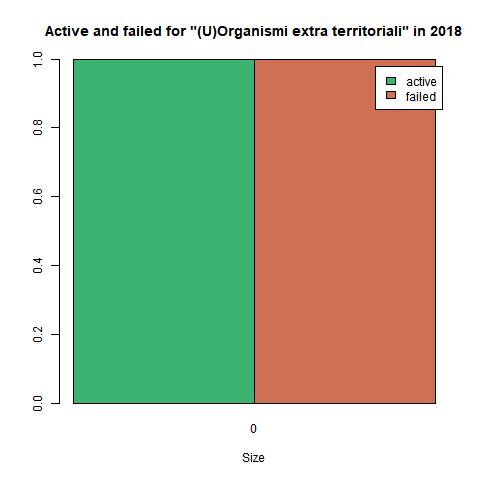 Active and failed for "(U)Organismi extra territoriali" in 2018
active
failed
1.0
0.8
0.6
0.4
0.2
0.0
0
Size